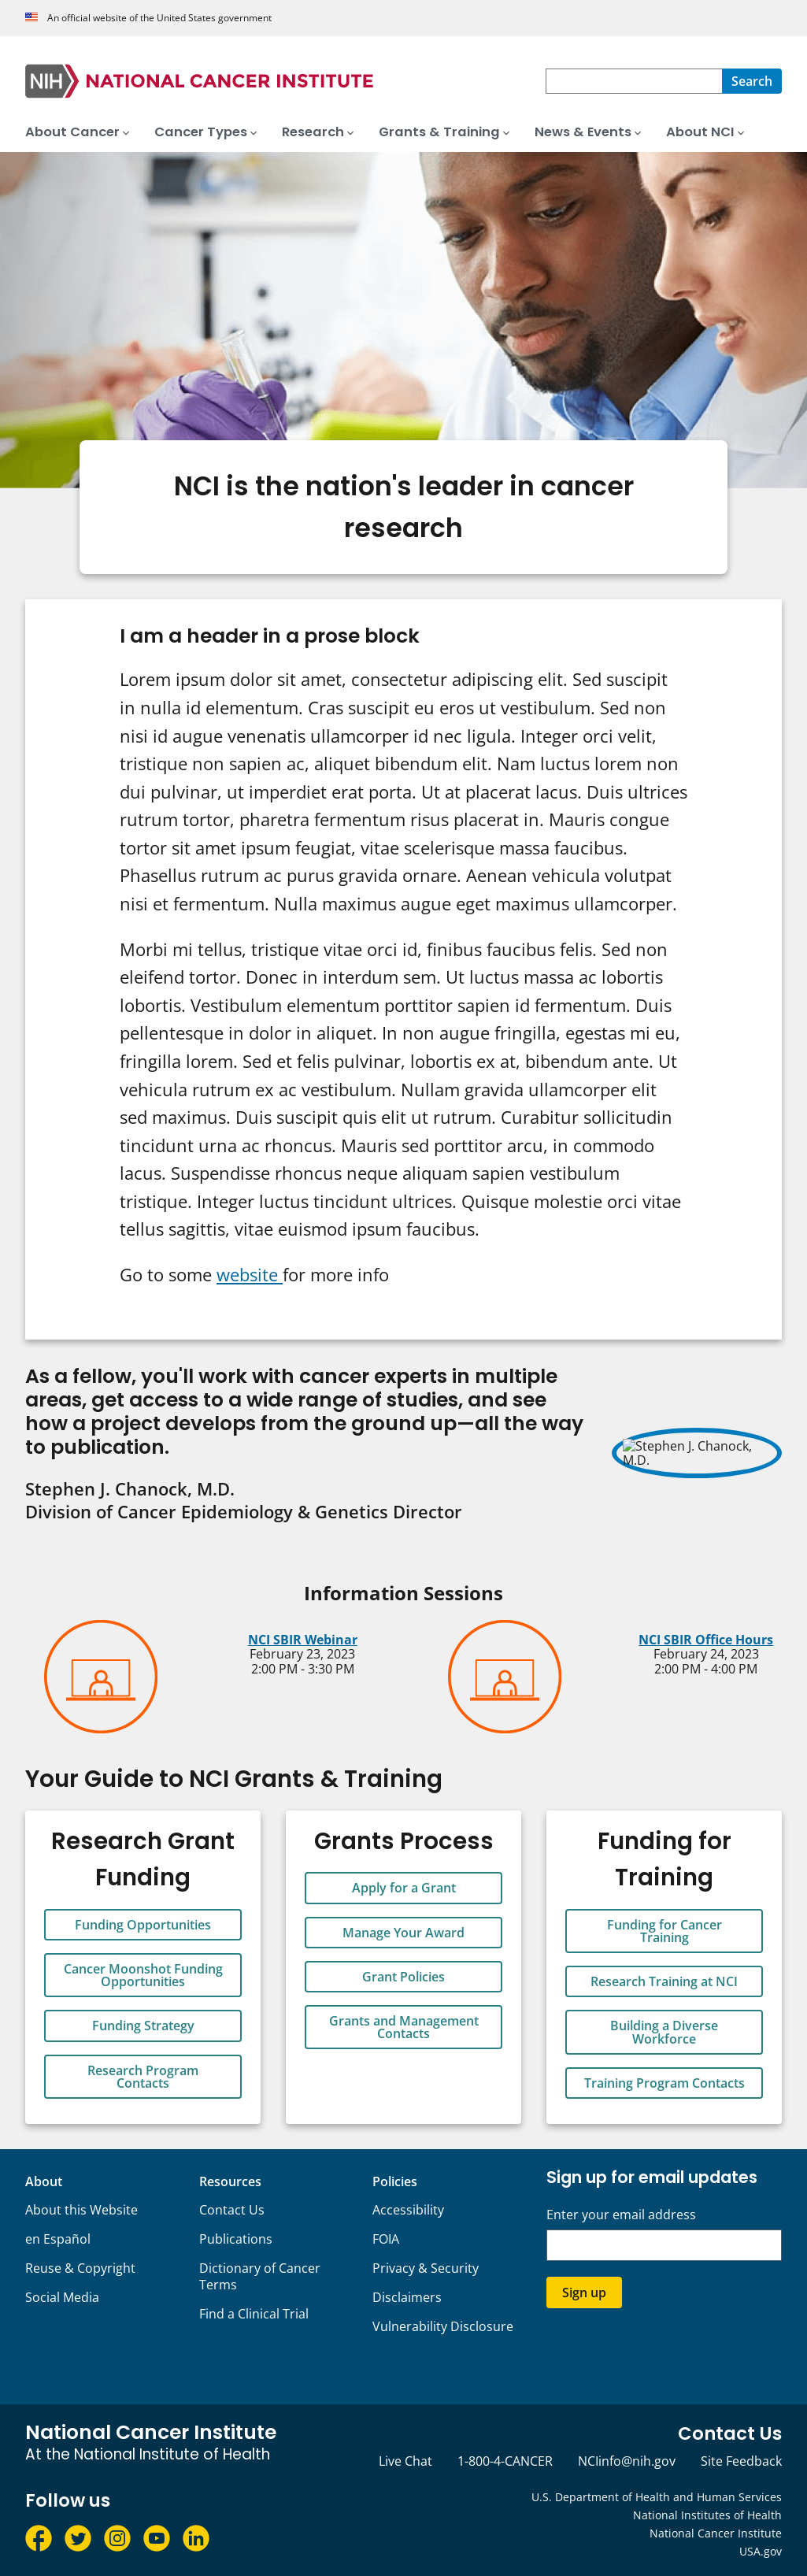 An official website of the United States government
NIH NATIONAL CANCER INSTITUTE
Search
About Cancer Cancer Types Research Grants & Training News & Events About NCI
NCI is the nation's leader in cancer
research
I am a header in a prose block
Lorem ipsum dolor sit amet, consectetur adipiscing elit. Sed suscipit
in nulla id elementum. Cras suscipit eu eros ut vestibulum. Sed non
nisi id augue venenatis ullamcorper id nec ligula. Integer orci velit,
tristique non sapien ac, aliquet bibendum elit. Nam luctus lorem non
dui pulvinar, ut imperdiet erat porta. Ut at placerat lacus. Duis ultrices
rutrum tortor, pharetra fermentum risus placerat in. Mauris congue
tortor sit amet ipsum feugiat, vitae scelerisque massa faucibus.
Phasellus rutrum ac purus gravida ornare. Aenean vehicula volutpat
nisi et fermentum. Nulla maximus augue eget maximus ullamcorper.
Morbi mi tellus, tristique vitae orci id, finibus faucibus felis. Sed non
eleifend tortor. Donec in interdum sem. Ut luctus massa ac lobortis
lobortis. Vestibulum elementum porttitor sapien id fermentum. Duis
pellentesque in dolor in aliquet. In non augue fringilla, egestas mi eu,
fringilla lorem. Sed et felis pulvinar, lobortis ex at, bibendum ante. Ut
vehicula rutrum ex ac vestibulum. Nullam gravida ullamcorper elit
sed maximus. Duis suscipit quis elit ut rutrum. Curabitur sollicitudin
tincidunt urna ac rhoncus. Mauris sed porttitor arcu, in commodo
lacus. Suspendisse rhoncus neque aliquam sapien vestibulum
tristique. Integer luctus tincidunt ultrices. Quisque molestie orci vitae
tellus sagittis, vitae euismod ipsum faucibus.
Go to some website for more info
As a fellow, you'll work with cancer experts in multiple
areas, get access to a wide range of studies, and see
how a project develops from the ground up—all the way
to publication.
Stephen J. Chanock, M.D.
Division of Cancer Epidemiology & Genetics Director
Stephen J. Chanock,
M.D.
Information Sessions
NCI SBIR Webinar
February 23, 2023
2:00 PM - 3:30 PM
NCI SBIR Office Hours
February 24, 2023
2:00 PM - 4:00 PM
Your Guide to NCI Grants & Training
Research Grant
Funding
Funding Opportunities
Cancer Moonshot Funding
Opportunities
Funding Strategy
Research Program
Contacts
Grants Process
Apply for a Grant
Manage Your Award
Grant Policies
Grants and Management
Contacts
Funding for
Training
Funding for Cancer
Training
Research Training at NCI
Building a Diverse
Workforce
Training Program Contacts
About
About this Website
en Español
Reuse & Copyright
Social Media
Resources
Contact Us
Publications
Dictionary of Cancer
Terms
Find a Clinical Trial
Policies
Accessibility
FOIA
Privacy & Security
Disclaimers
Vulnerability Disclosure
Sign up for email updates
Enter your email address
Sign up
National Cancer Institute
At the National Institute of Health
Contact Us
Live Chat 1-800-4-CANCER NCIinfo@nih.gov Site Feedback
Follow us
U.S. Department of Health and Human Services
National Institutes of Health
National Cancer Institute
USA.gov